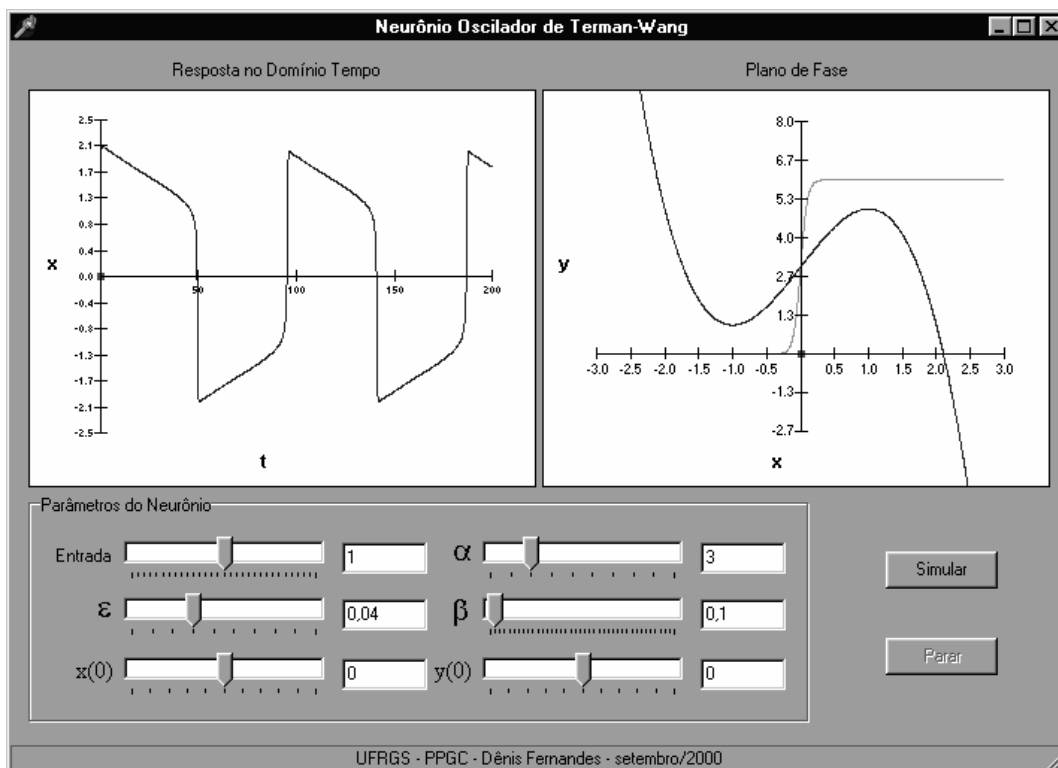 Neurônio Oscilador de Terman-Wang
Resposta no Domínio Tempo
Plano de Fase
2.5
2.1
1.7
1.3
0.8
0.4
0.0
-0.4
-0.8
-1.3
-1.7
-2.1
-2.5
x
50
100
150
200
t
8.0
6.7
5.3
4.0
2.7
1.3
-1.3
-2.7
y
-3.0 -2.5 -2.0 -1.5 -1.0 -0.5 0.0 0.5 1.0 1.5 2.0 2.5 3.0
x
Parâmetros do Neurônio
Entrada 1 α 3
ε 0,04 β 0,1
x(0) 0 y(0) 0
Simular
Parar
UFRGS - PPGC - Dênis Fernandes - setembro/2000